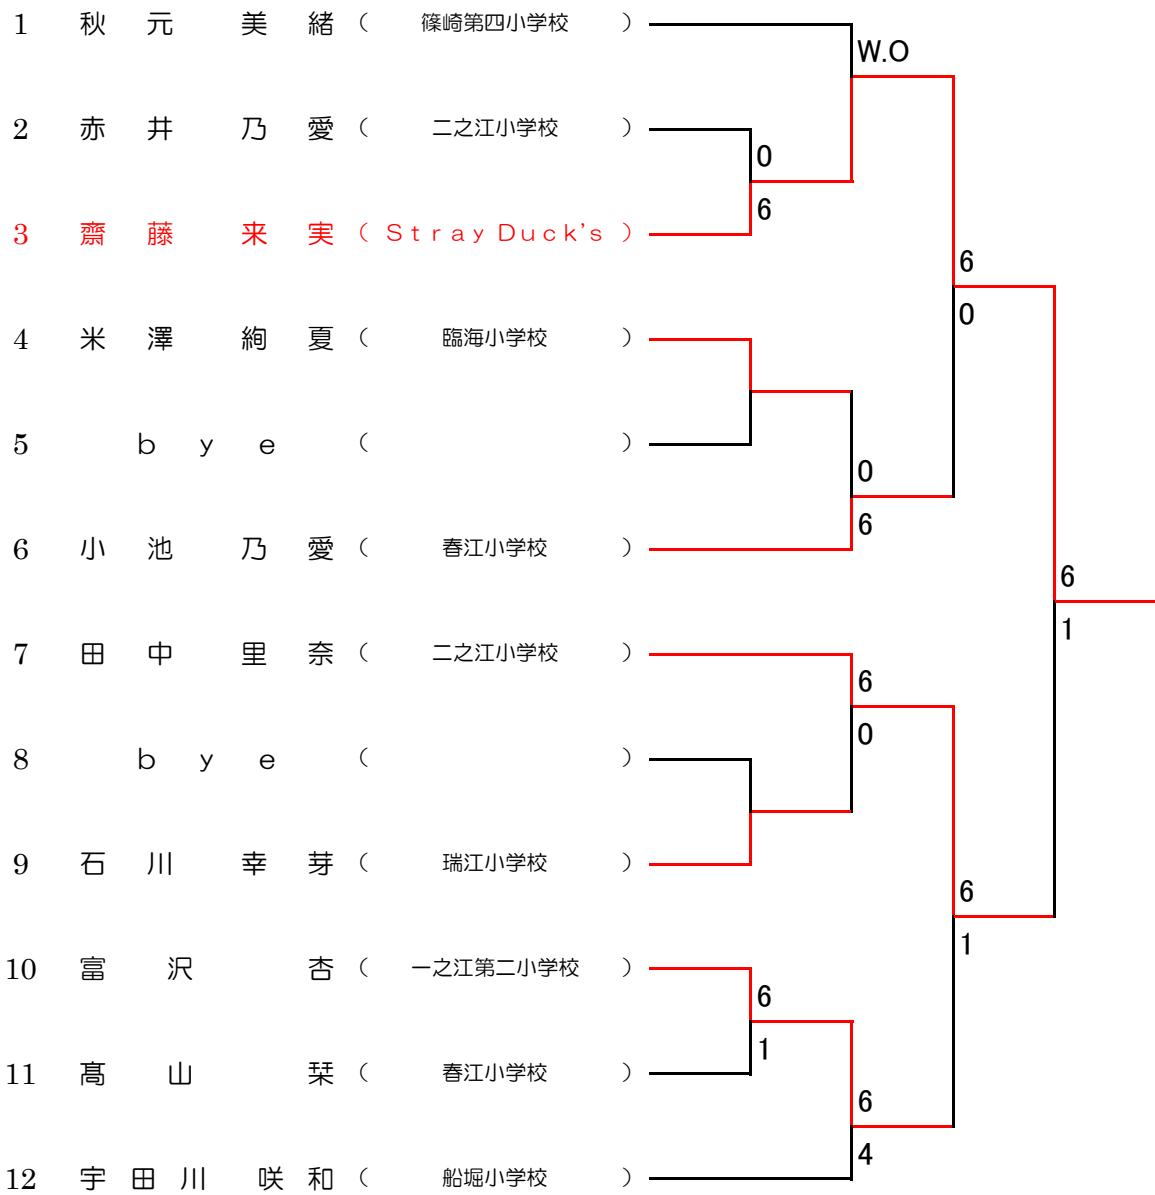 1 秋元 美緒 ( 篠崎第四小学校 )
W.O
2 赤井 乃愛 ( 二之江小学校 )
0
6
3 齋藤 来実 ( Stray Duck's )
6
0
4 米澤 絢夏 ( 臨海小学校 )
5 bye ( )
0
6
6 小池 乃愛 ( 春江小学校 )
6
1
7 田中 里奈 ( 二之江小学校 )
6
0
8 bye ( )
9 石川 幸芽 ( 瑞江小学校 )
6
1
10 富沢 杏 ( 一之江第二小学校 )
6
1
11 髙山 栞 ( 春江小学校 )
6
4
12 宇田川 咲和 ( 船堀小学校 )